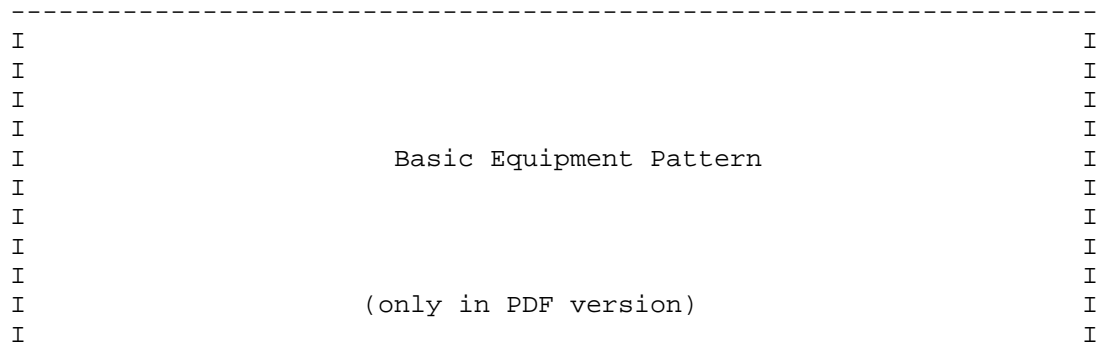 --------------------------------------------------------------------
I                                                                  I
I                                                                  I
I                                                                  I
I                                                                  I
I                       Basic Equipment Pattern                    I
I                                                                  I
I                                                                  I
I                                                                  I
I                                                                  I
I                     (only in PDF version)                        I
I                                                                  I